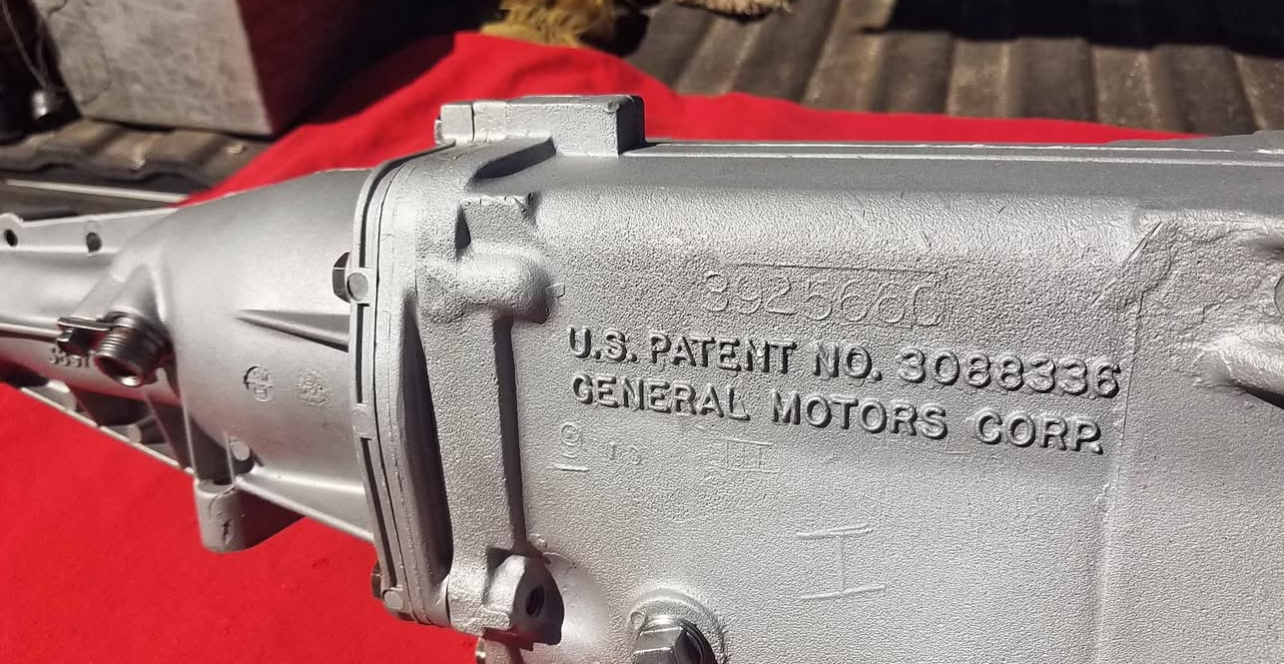 3925660
U.S. PATENT NO. 3088336
GENERAL MOTORS CORP.